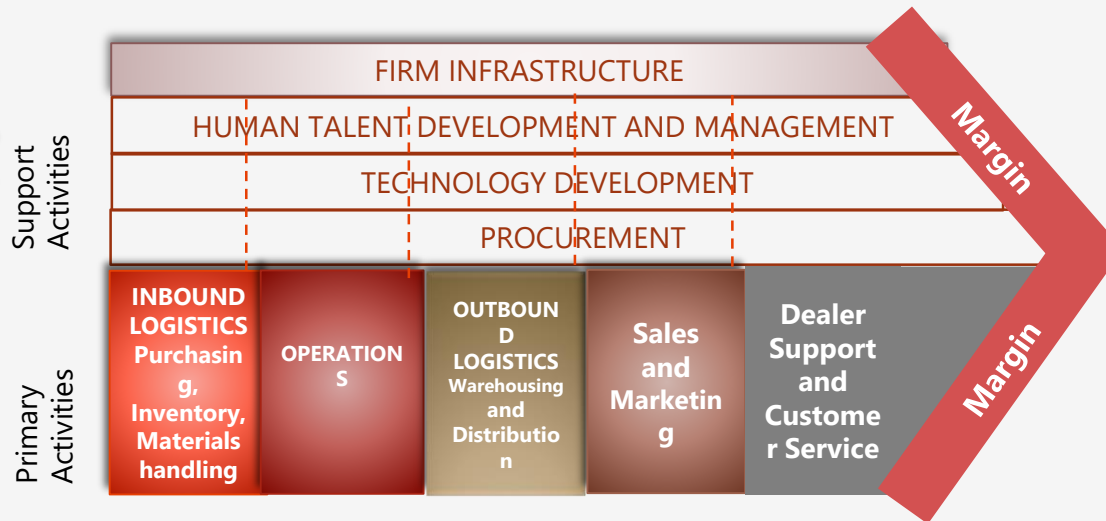 FIRM INFRASTRUCTURE
HUMAN TALENT DEVELOPMENT AND MANAGEMENT
TECHNOLOGY DEVELOPMENT
PROCUREMENT
Support
Activities
Margin
Primary
Activities
INBOUND
LOGISTICS
Purchasin
g,
Inventory,
Materials
handling
OPERATION
S
OUTBOUN
D
LOGISTICS
Warehousing
and
Distributio
n
Sales
and
Marketin
g
Dealer
Support
and
Custome
r Service
Margin